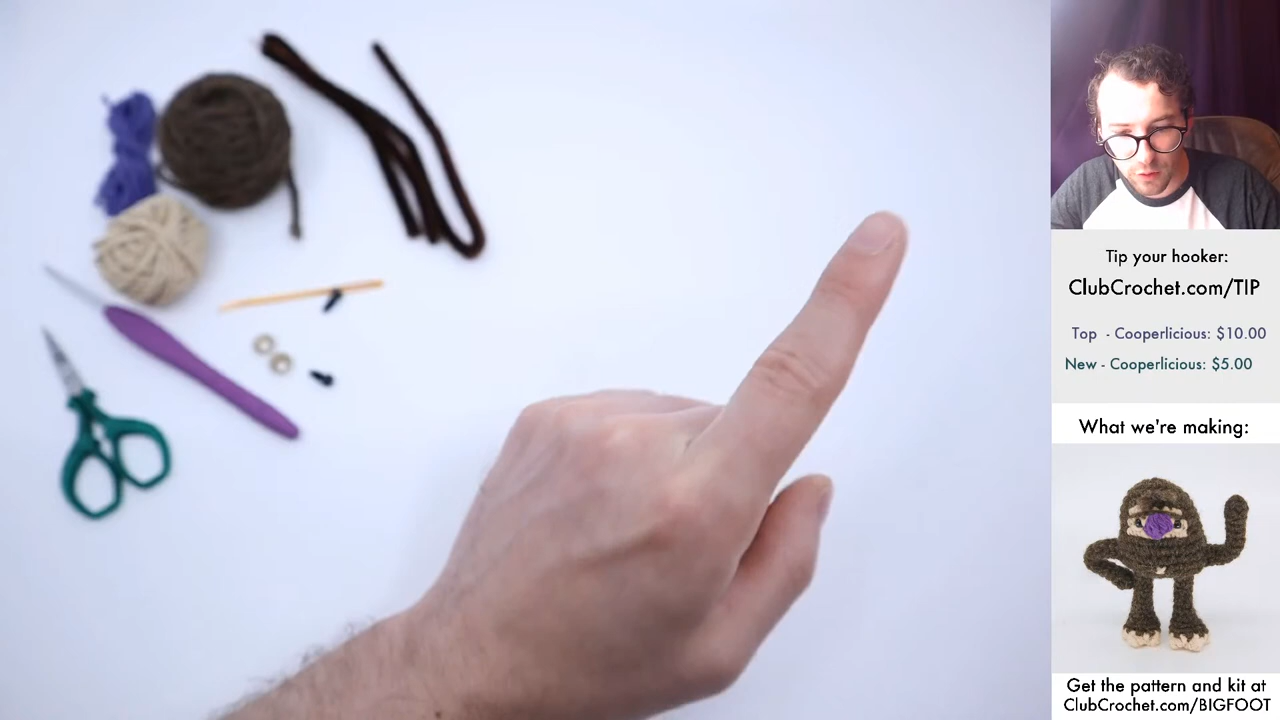 Tip your hooker:
ClubCrochet.com/TIP
Top - Cooperlicious: $10.00
New - Cooperlicious: $5.00
What we're making:
Get the pattern and kit at
ClubCrochet.com/BIGFOOT